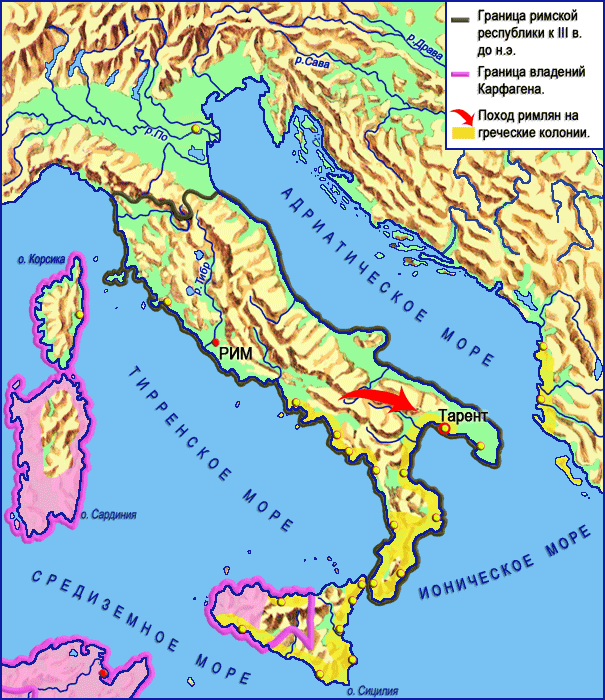 Граница римской
республики к III в.
до н.э.
Граница владений
Карфагена.
Поход римлян на
греческие колонии.
р.Драва
р.Сава
р.По
АДРИАТИЧЕСКОЕ МОРЕ
о. Корсика
р.Тибр
РИМ
ТИРРЕНСКОЕ МОРЕ
Тарент
о. Сардиния
ИОНИЧЕСКОЕ МОРЕ
СРЕДИЗЕМНОЕ МОРЕ
о. Сицилия